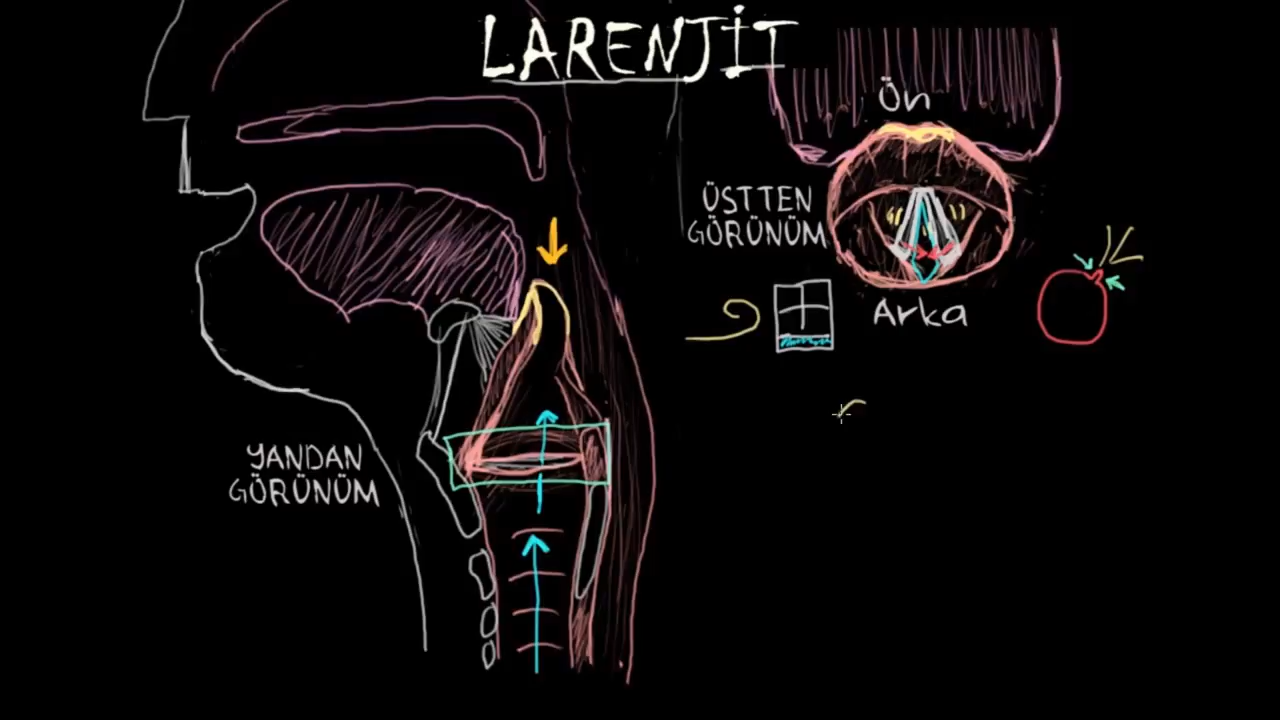 LARENJİT
Ön
ÜSTTEN
GÖRÜNÜM
Arka
YANDAN
GÖRÜNÜM